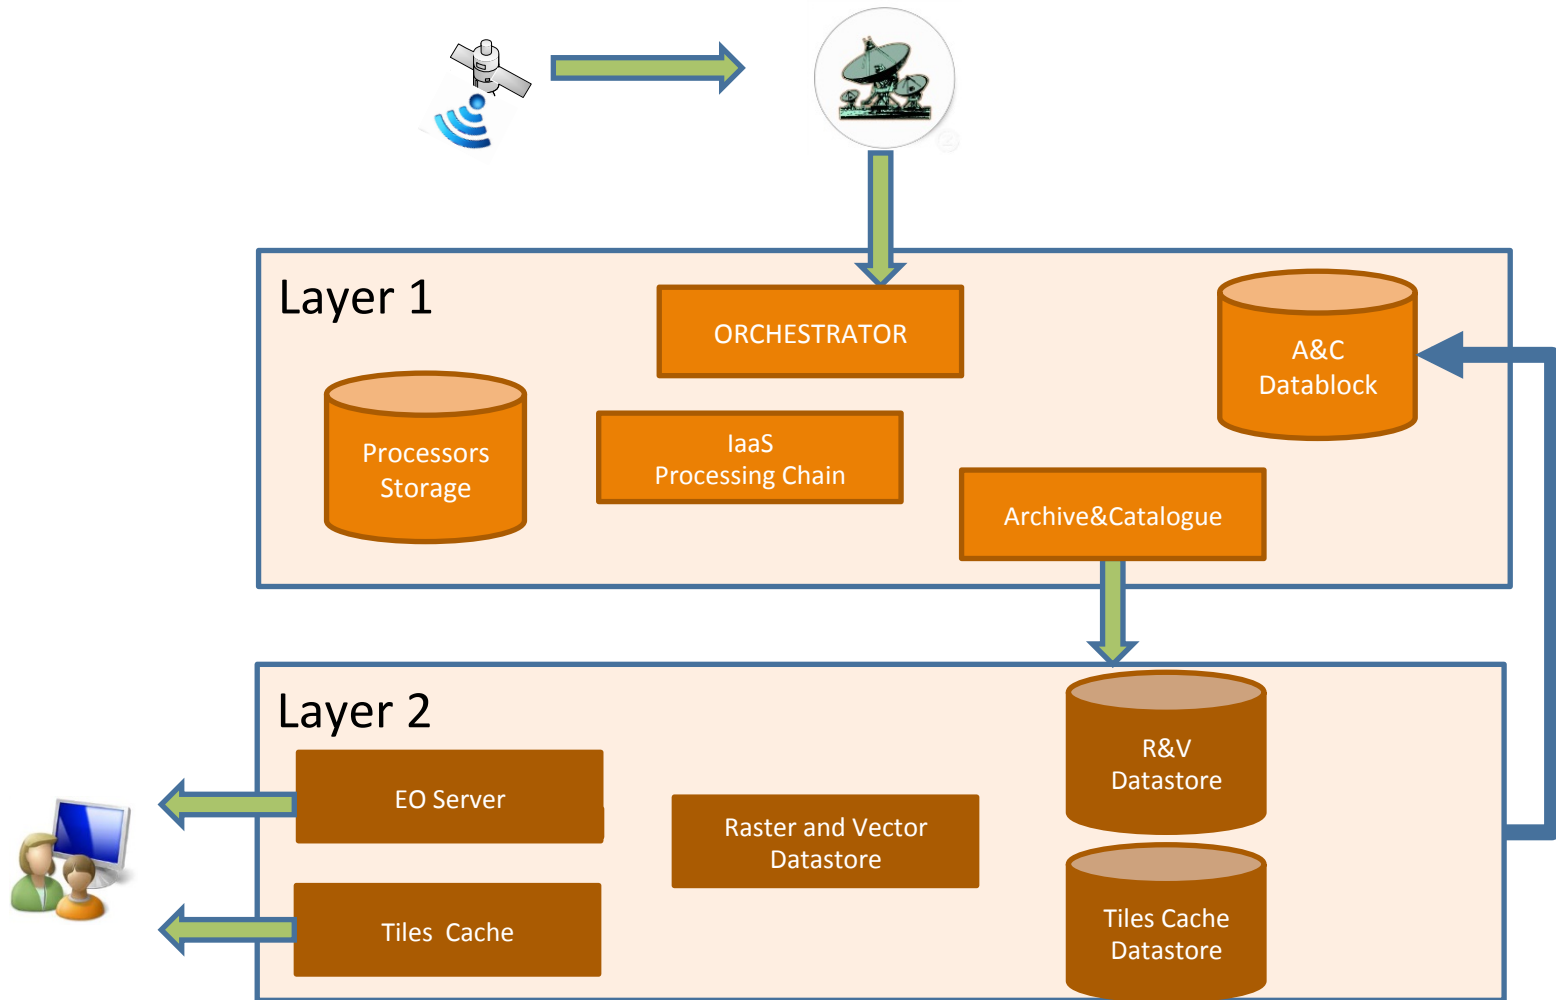 Layer 1
ORCHESTRATOR
A&C
Datablock
Processors
Storage
IaaS
Processing Chain
Archive&Catalogue
Layer 2
R&V
Datastore
EO Server
Raster and Vector
Datastore
Tiles Cache
Tiles Cache
Datastore